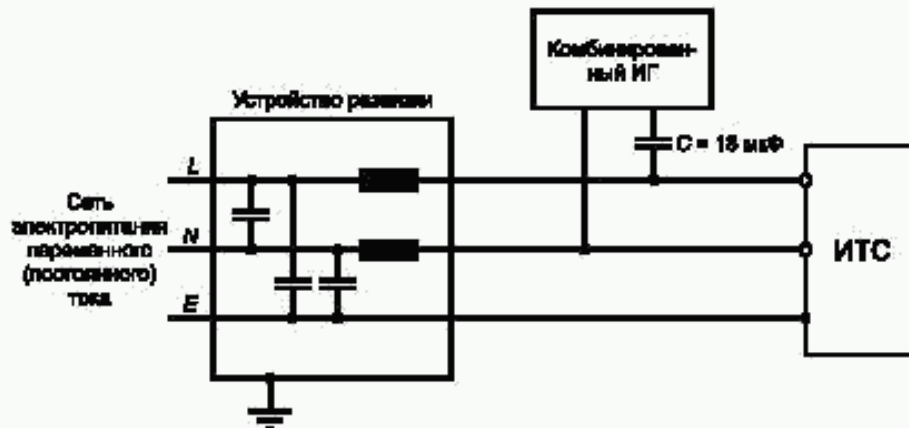 Комбинирован-
ный ИГ
Устройство развязки
C = 18 мкФ
L
Сеть
электропитания
N
переменного
(постоянного)
тока
ИТС
E